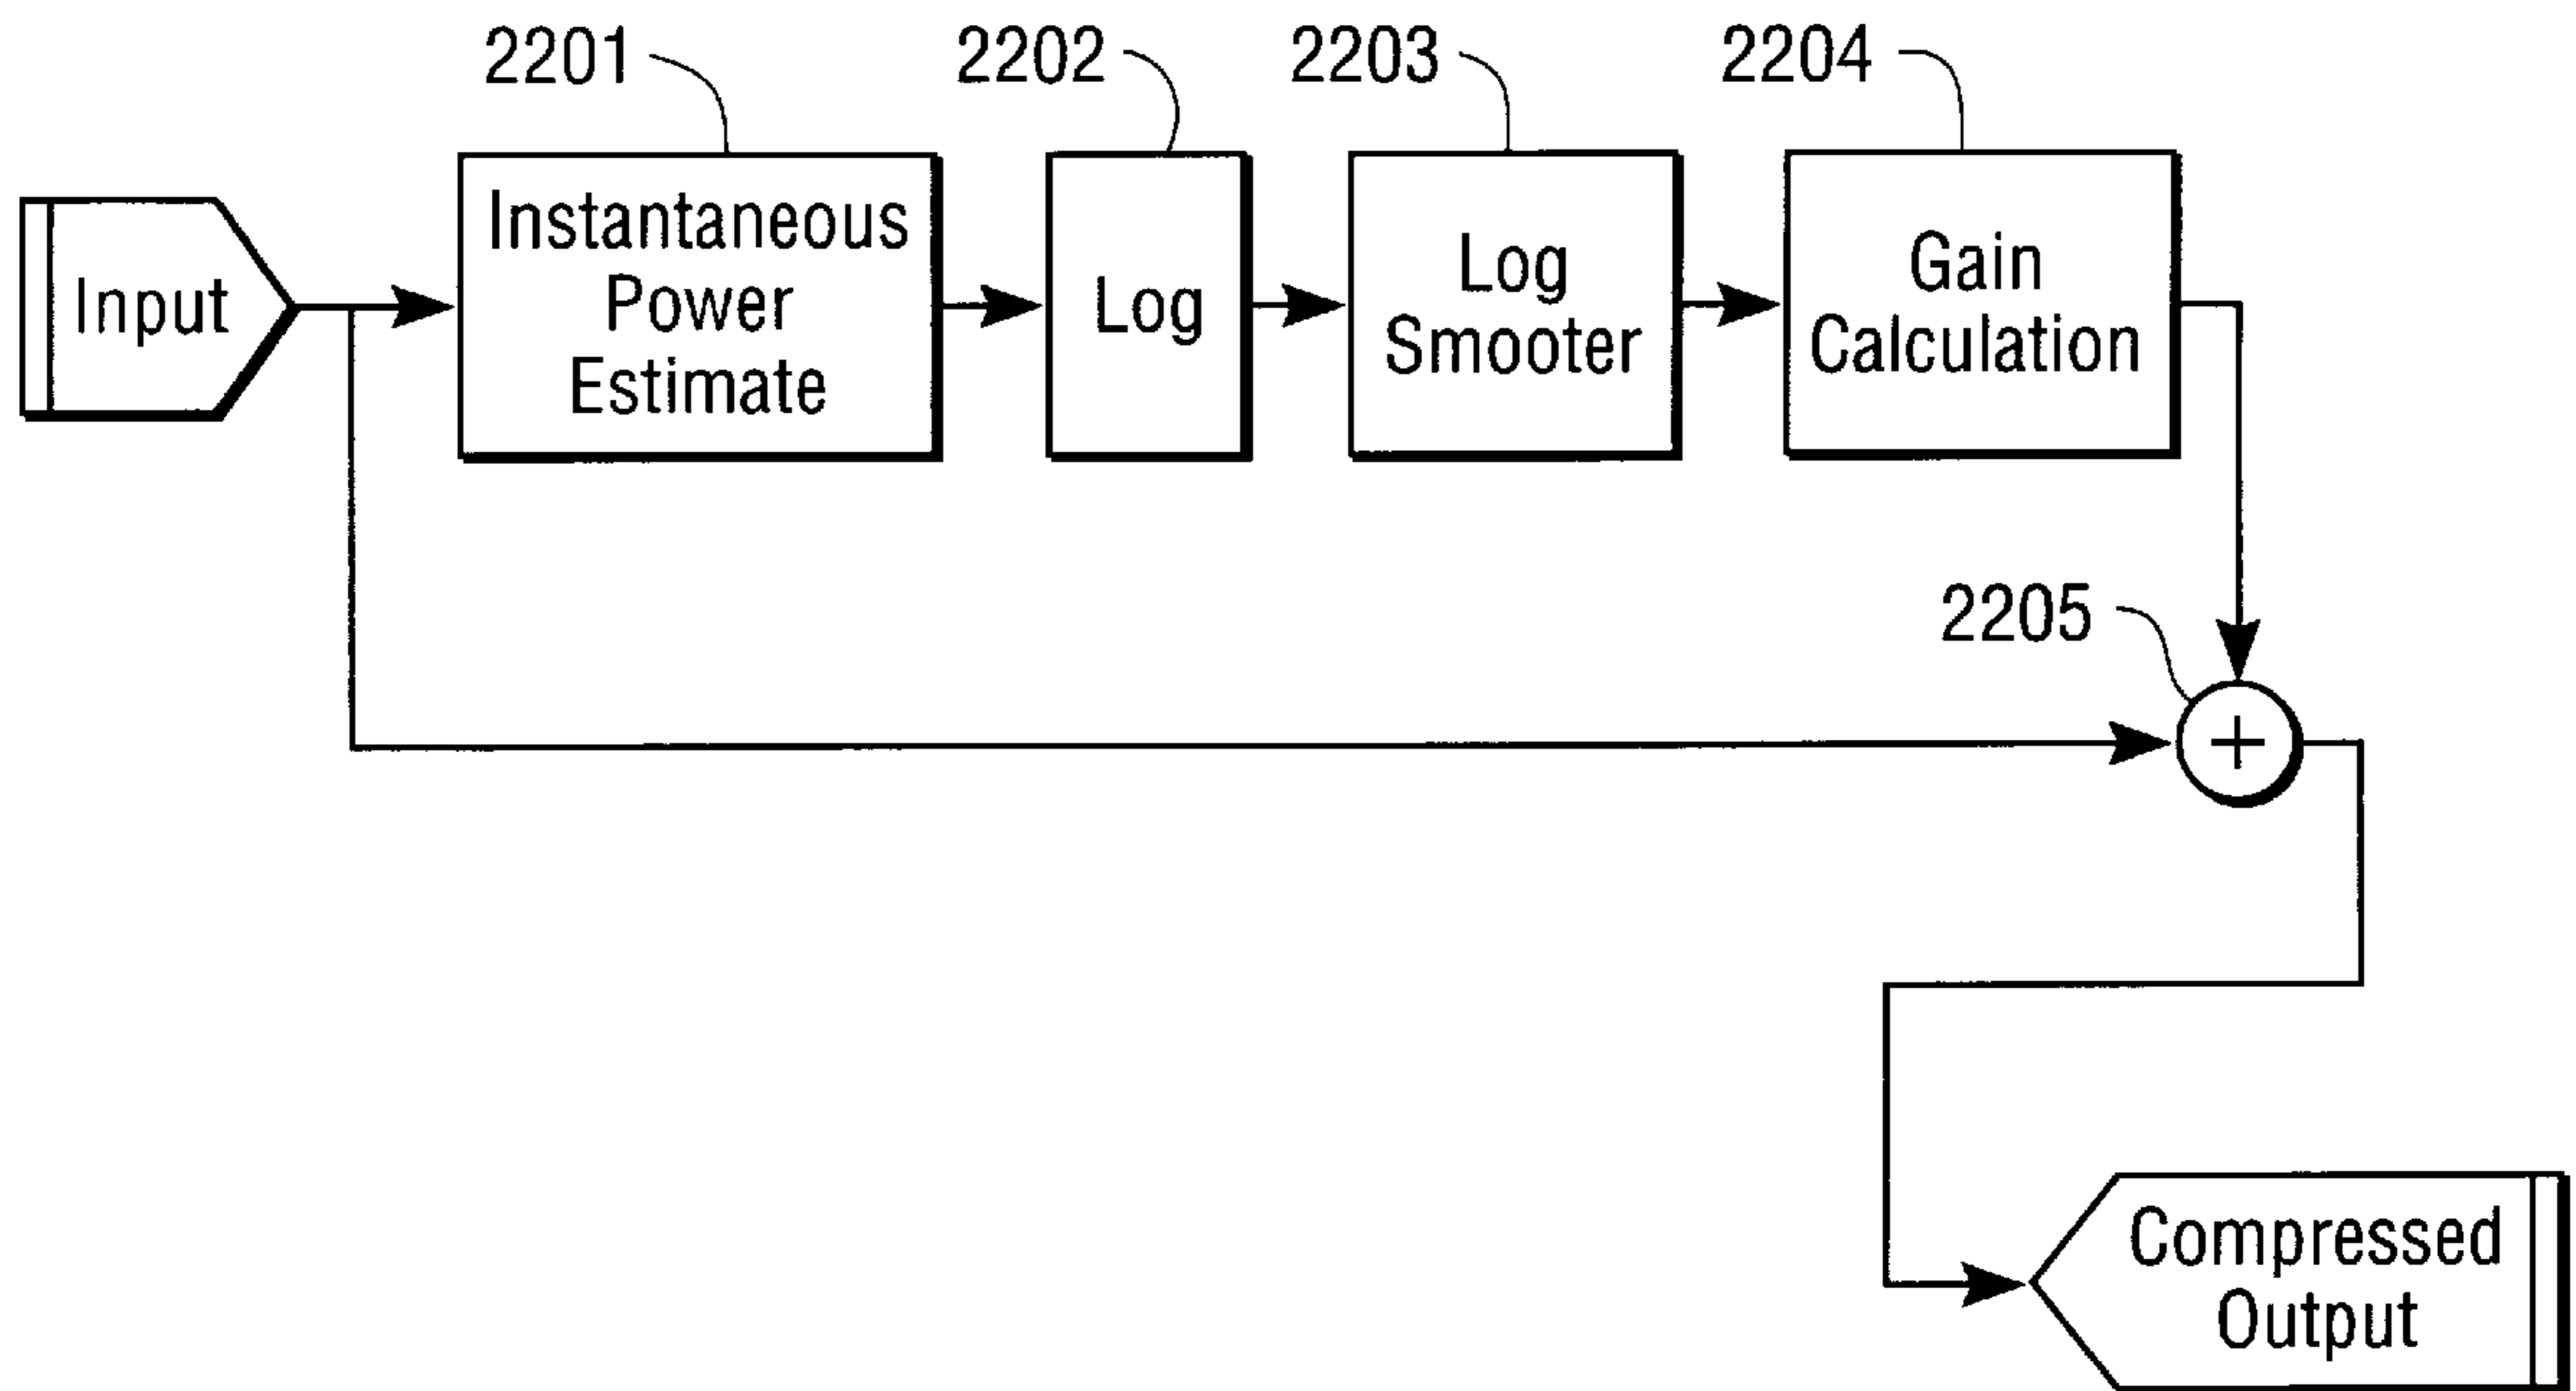 2201
2202
2203
2204
Input
Instantaneous
Power
Estimate
Log
Log
Smooter
Gain
Calculation
2205
+
Compressed
Output